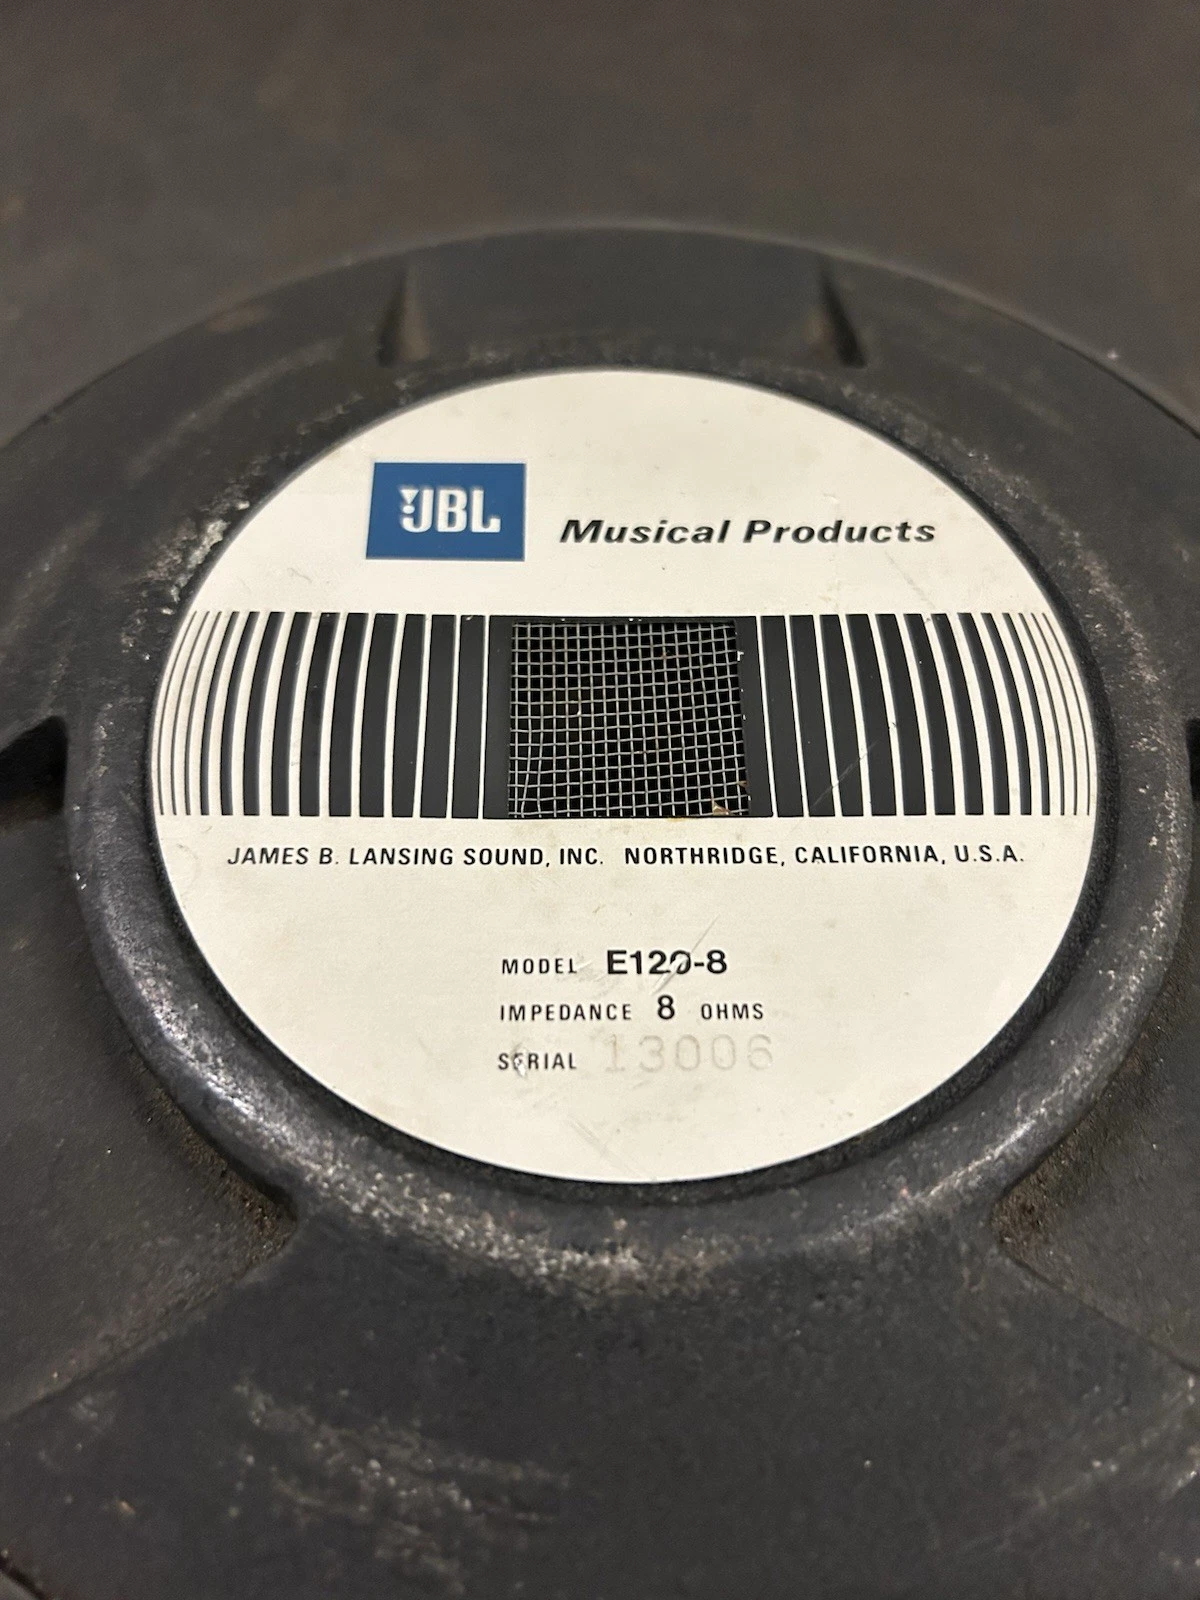 JBL
Musical Products
JAMES B. LANSING SOUND, INC. NORTHRIDGE, CALIFORNIA, U.S.A.
MODEL E120-8
IMPEDANCE 8 OHMS
SERIAL 13006